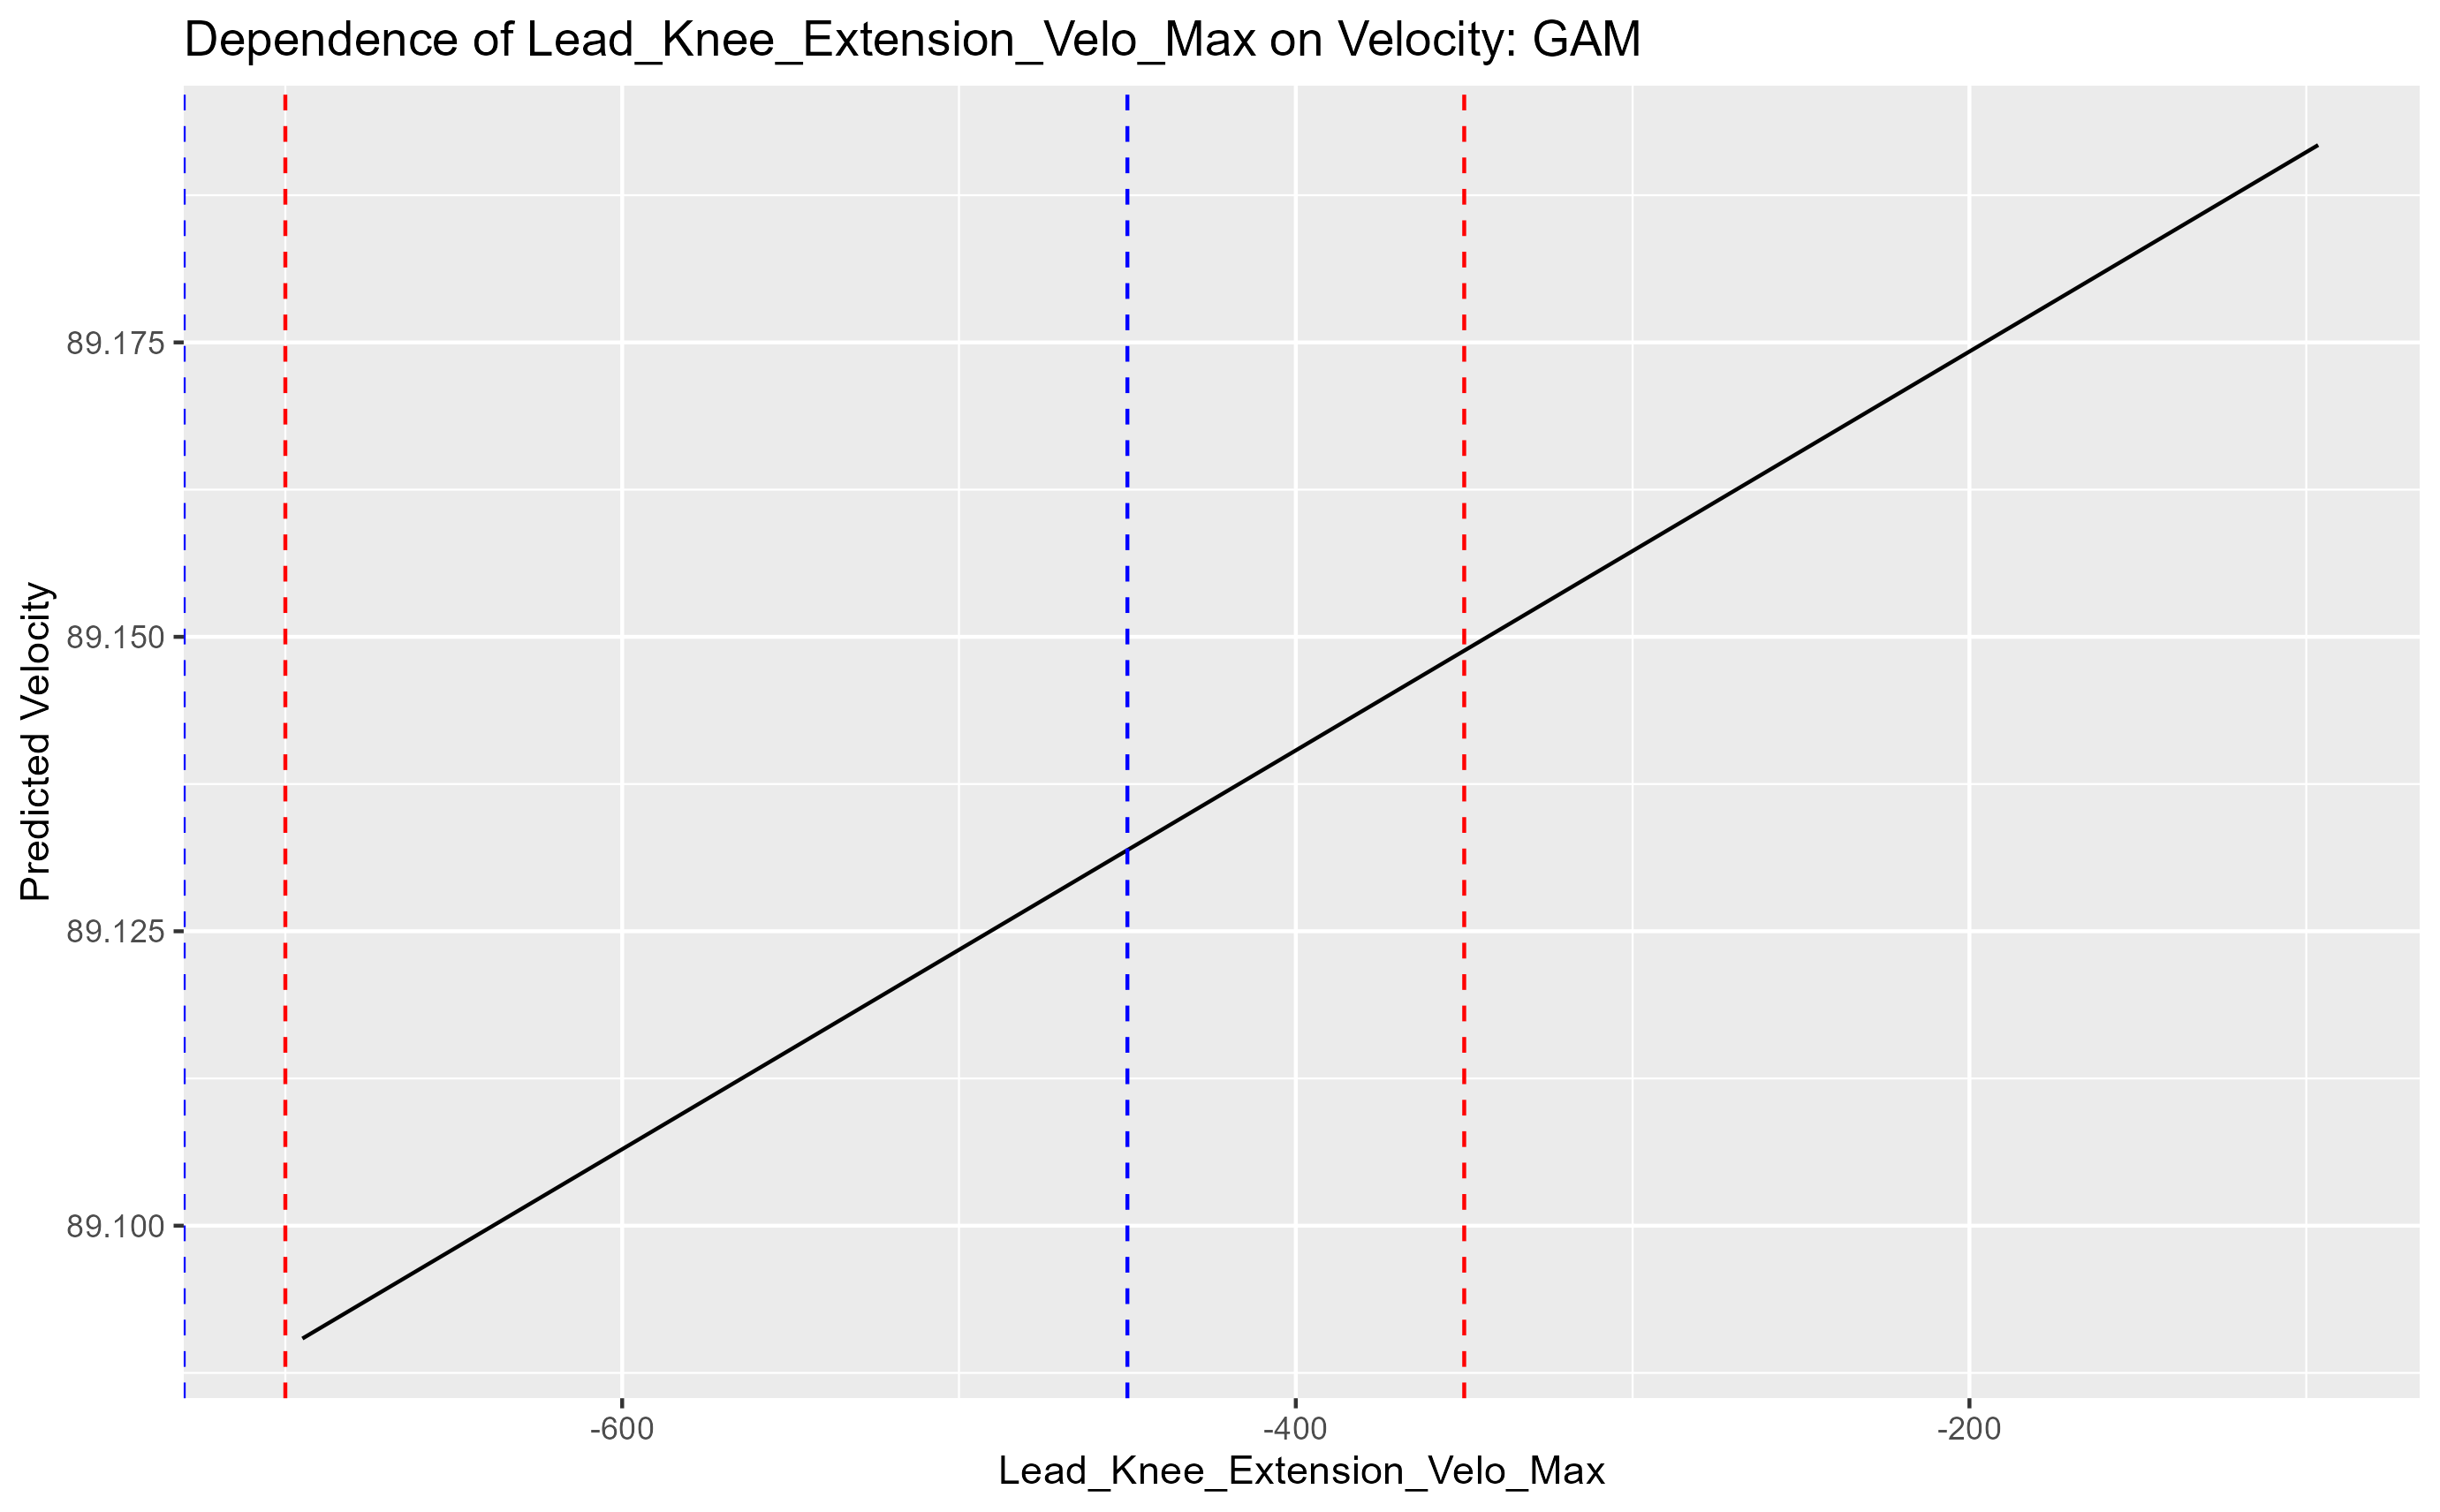 Dependence of Lead_Knee_Extension_Velo_Max on Velocity: GAM
Predicted Velocity
89.175
89.150
89.125
89.100
-600
-400
-200
Lead_Knee_Extension_Velo_Max